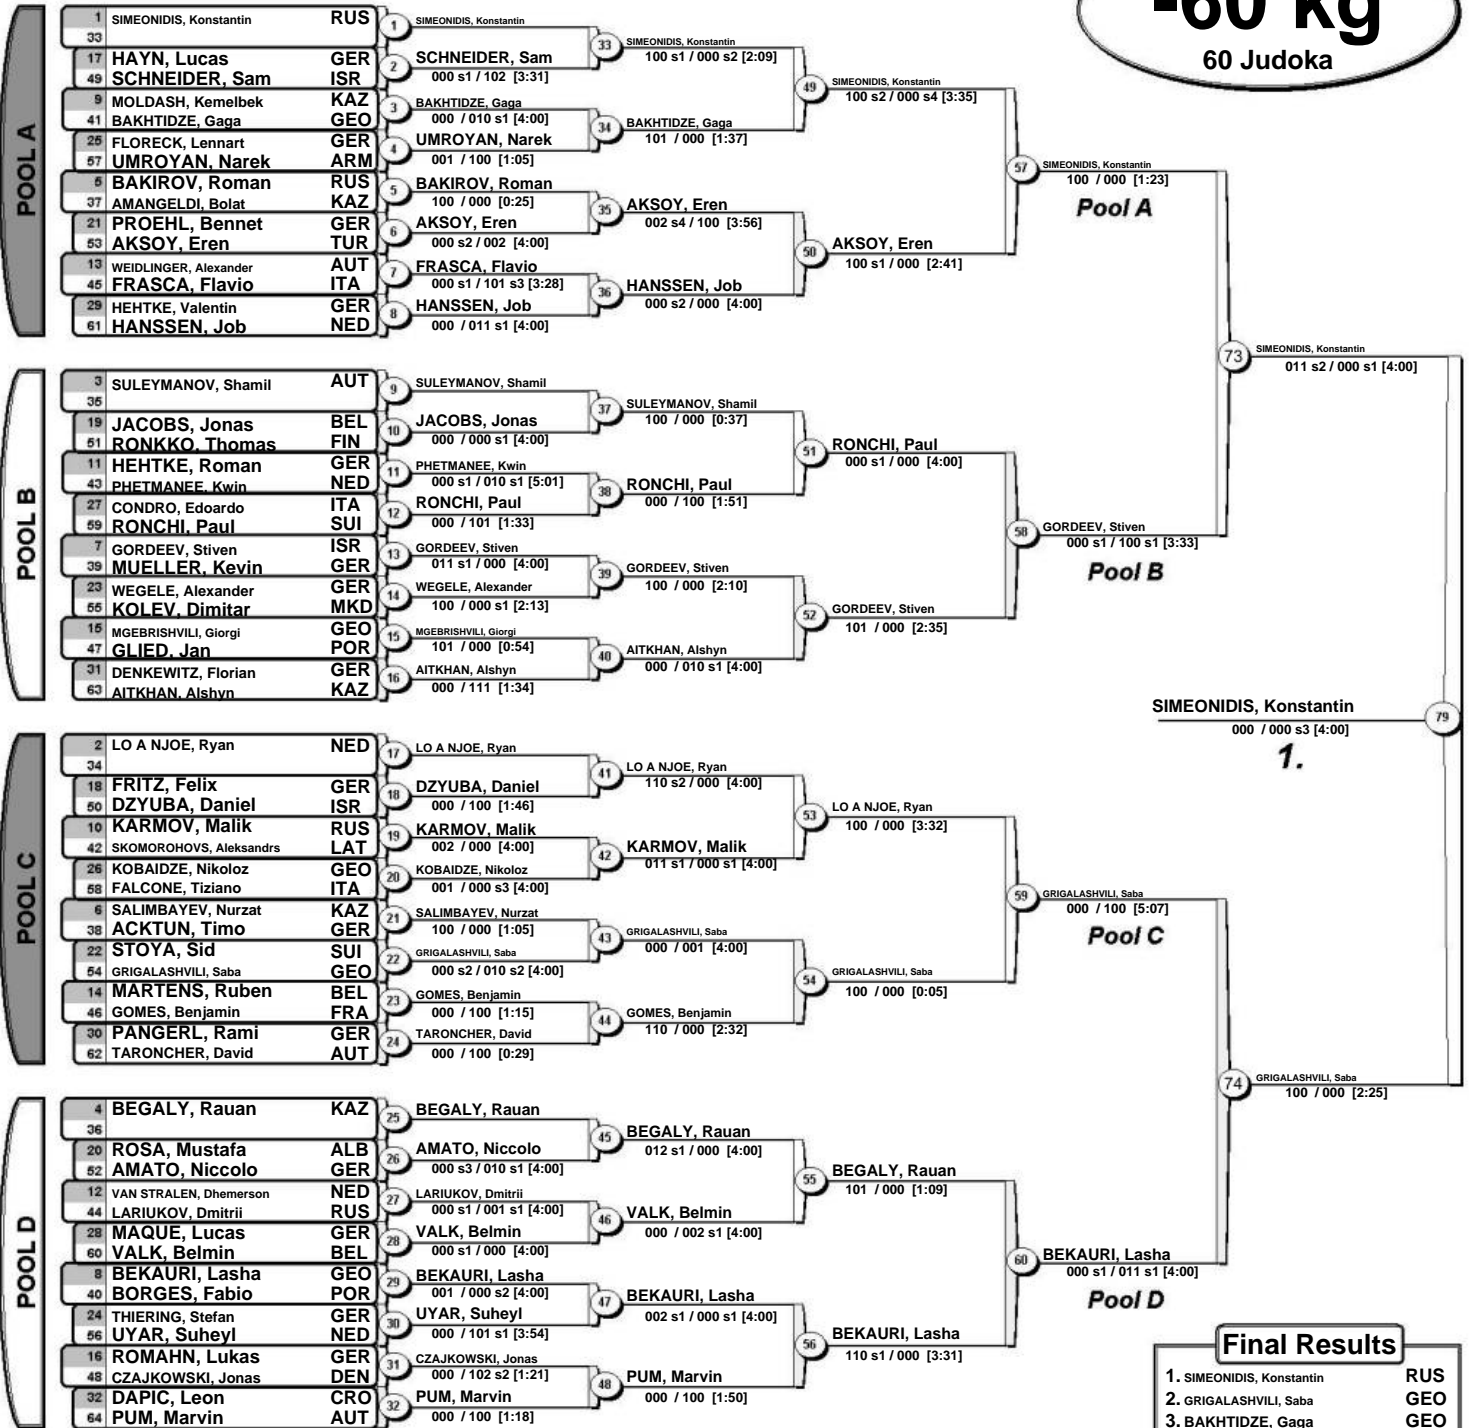 -60 kg
60 Judoka
POOL A
1 SIMEONIDIS, Konstantin RUS
33
17 HAYN, Lucas GER
49 SCHNEIDER, Sam ISR
9 MOLDASH, Kemelbek KAZ
41 BAKHTIDZE, Gaga GEO
25 FLORECK, Lennart GER
57 UMROYAN, Narek ARM
5 BAKIROV, Roman RUS
37 AMANGELDI, Bolat KAZ
21 PROEHL, Bennet GER
53 AKSOY, Eren TUR
13 WEIDLINGER, Alexander AUT
45 FRASCA, Flavio ITA
29 HEHTKE, Valentin GER
61 HANSSEN, Job NED
1 SIMEONIDIS, Konstantin
2 SCHNEIDER, Sam
000 s1 / 102 [3:31]
3 BAKHTIDZE, Gaga
000 / 010 s1 [4:00]
4 UMROYAN, Narek
001 / 100 [1:05]
5 BAKIROV, Roman
100 / 000 [0:25]
6 AKSOY, Eren
000 s2 / 002 [4:00]
7 FRASCA, Flavio
000 s1 / 101 s3 [3:28]
8 HANSSEN, Job
000 / 011 s1 [4:00]
33 SIMEONIDIS, Konstantin
100 s1 / 000 s2 [2:09]
34 BAKHTIDZE, Gaga
101 / 000 [1:37]
35 AKSOY, Eren
002 s4 / 100 [3:56]
36 HANSSEN, Job
000 s2 / 000 [4:00]
49 SIMEONIDIS, Konstantin
100 s2 / 000 s4 [3:35]
50 AKSOY, Eren
100 s1 / 000 [2:41]
57 SIMEONIDIS, Konstantin
100 / 000 [1:23]
Pool A
POOL B
3 SULEYMANOV, Shamil AUT
35
19 JACOBS, Jonas BEL
51 RONKKO, Thomas FIN
11 HEHTKE, Roman GER
43 PHETMANEE, Kwin NED
27 CONDRO, Edoardo ITA
59 RONCHI, Paul SUI
7 GORDEEV, Stiven ISR
39 MUELLER, Kevin GER
23 WEGELE, Alexander GER
55 KOLEV, Dimitar MKD
15 MGEBRISHVILI, Giorgi GEO
47 GLIED, Jan POR
31 DENKEWITZ, Florian GER
63 AITKHAN, Alshyn KAZ
9 SULEYMANOV, Shamil
10 JACOBS, Jonas
000 / 000 s1 [4:00]
11 PHETMANEE, Kwin
000 s1 / 010 s1 [5:01]
12 RONCHI, Paul
000 / 101 [1:33]
13 GORDEEV, Stiven
011 s1 / 000 [4:00]
14 WEGELE, Alexander
100 / 000 s1 [2:13]
15 MGEBRISHVILI, Giorgi
101 / 000 [0:54]
16 AITKHAN, Alshyn
000 / 111 [1:34]
37 SULEYMANOV, Shamil
100 / 000 [0:37]
38 RONCHI, Paul
000 / 100 [1:51]
39 GORDEEV, Stiven
100 / 000 [2:10]
40 AITKHAN, Alshyn
000 / 010 s1 [4:00]
51 RONCHI, Paul
000 s1 / 000 [4:00]
52 GORDEEV, Stiven
101 / 000 [2:35]
58 GORDEEV, Stiven
000 s1 / 100 s1 [3:33]
Pool B
73 SIMEONIDIS, Konstantin
011 s2 / 000 s1 [4:00]
SIMEONIDIS, Konstantin 79
000 / 000 s3 [4:00]
1.
POOL C
2 LO A NJOE, Ryan NED
34
18 FRITZ, Felix GER
50 DZYUBA, Daniel ISR
10 KARMOV, Malik RUS
42 SKOMOROHOVS, Aleksandrs LAT
26 KOBAIDZE, Nikoloz GEO
58 FALCONE, Tiziano ITA
6 SALIMBAYEV, Nurzat KAZ
38 ACKTUN, Timo GER
22 STOYA, Sid SUI
54 GRIGALASHVILI, Saba GEO
14 MARTENS, Ruben BEL
46 GOMES, Benjamin FRA
30 PANGERL, Rami GER
62 TARONCHER, David AUT
17 LO A NJOE, Ryan
18 DZYUBA, Daniel
000 / 100 [1:46]
19 KARMOV, Malik
002 / 000 [4:00]
20 KOBAIDZE, Nikoloz
001 / 000 s3 [4:00]
21 SALIMBAYEV, Nurzat
100 / 000 [1:05]
22 GRIGALASHVILI, Saba
000 s2 / 010 s2 [4:00]
23 GOMES, Benjamin
000 / 100 [1:15]
24 TARONCHER, David
000 / 100 [0:29]
41 LO A NJOE, Ryan
110 s2 / 000 [4:00]
42 KARMOV, Malik
011 s1 / 000 s1 [4:00]
43 GRIGALASHVILI, Saba
000 / 001 [4:00]
44 GOMES, Benjamin
110 / 000 [2:32]
53 LO A NJOE, Ryan
100 / 000 [3:32]
54 GRIGALASHVILI, Saba
100 / 000 [0:05]
59 GRIGALASHVILI, Saba
000 / 100 [5:07]
Pool C
POOL D
4 BEGALY, Rauan KAZ
36
20 ROSA, Mustafa ALB
52 AMATO, Niccolo GER
12 VAN STRALEN, Dhemerson NED
44 LARIUKOV, Dmitrii RUS
28 MAQUE, Lucas GER
60 VALK, Belmin BEL
8 BEKAURI, Lasha GEO
40 BORGES, Fabio POR
24 THIERING, Stefan GER
56 UYAR, Suheyl NED
16 ROMAHN, Lukas GER
48 CZAJKOWSKI, Jonas DEN
32 DAPIC, Leon CRO
64 PUM, Marvin AUT
25 BEGALY, Rauan
26 AMATO, Niccolo
000 s3 / 010 s1 [4:00]
27 LARIUKOV, Dmitrii
000 s1 / 001 s1 [4:00]
28 VALK, Belmin
000 s1 / 000 [4:00]
29 BEKAURI, Lasha
001 / 000 s2 [4:00]
30 UYAR, Suheyl
000 / 101 s1 [3:54]
31 CZAJKOWSKI, Jonas
000 / 102 s2 [1:21]
32 PUM, Marvin
000 / 100 [1:18]
45 BEGALY, Rauan
012 s1 / 000 [4:00]
46 VALK, Belmin
000 / 002 s1 [4:00]
47 BEKAURI, Lasha
002 s1 / 000 s1 [4:00]
48 PUM, Marvin
000 / 100 [1:50]
55 BEGALY, Rauan
101 / 000 [1:09]
56 BEKAURI, Lasha
110 s1 / 000 [3:31]
60 BEKAURI, Lasha
000 s1 / 011 s1 [4:00]
Pool D
74 GRIGALASHVILI, Saba
100 / 000 [2:25]
Final Results
1. SIMEONIDIS, Konstantin RUS
2. GRIGALASHVILI, Saba GEO
3. BAKHTIDZE, Gaga GEO